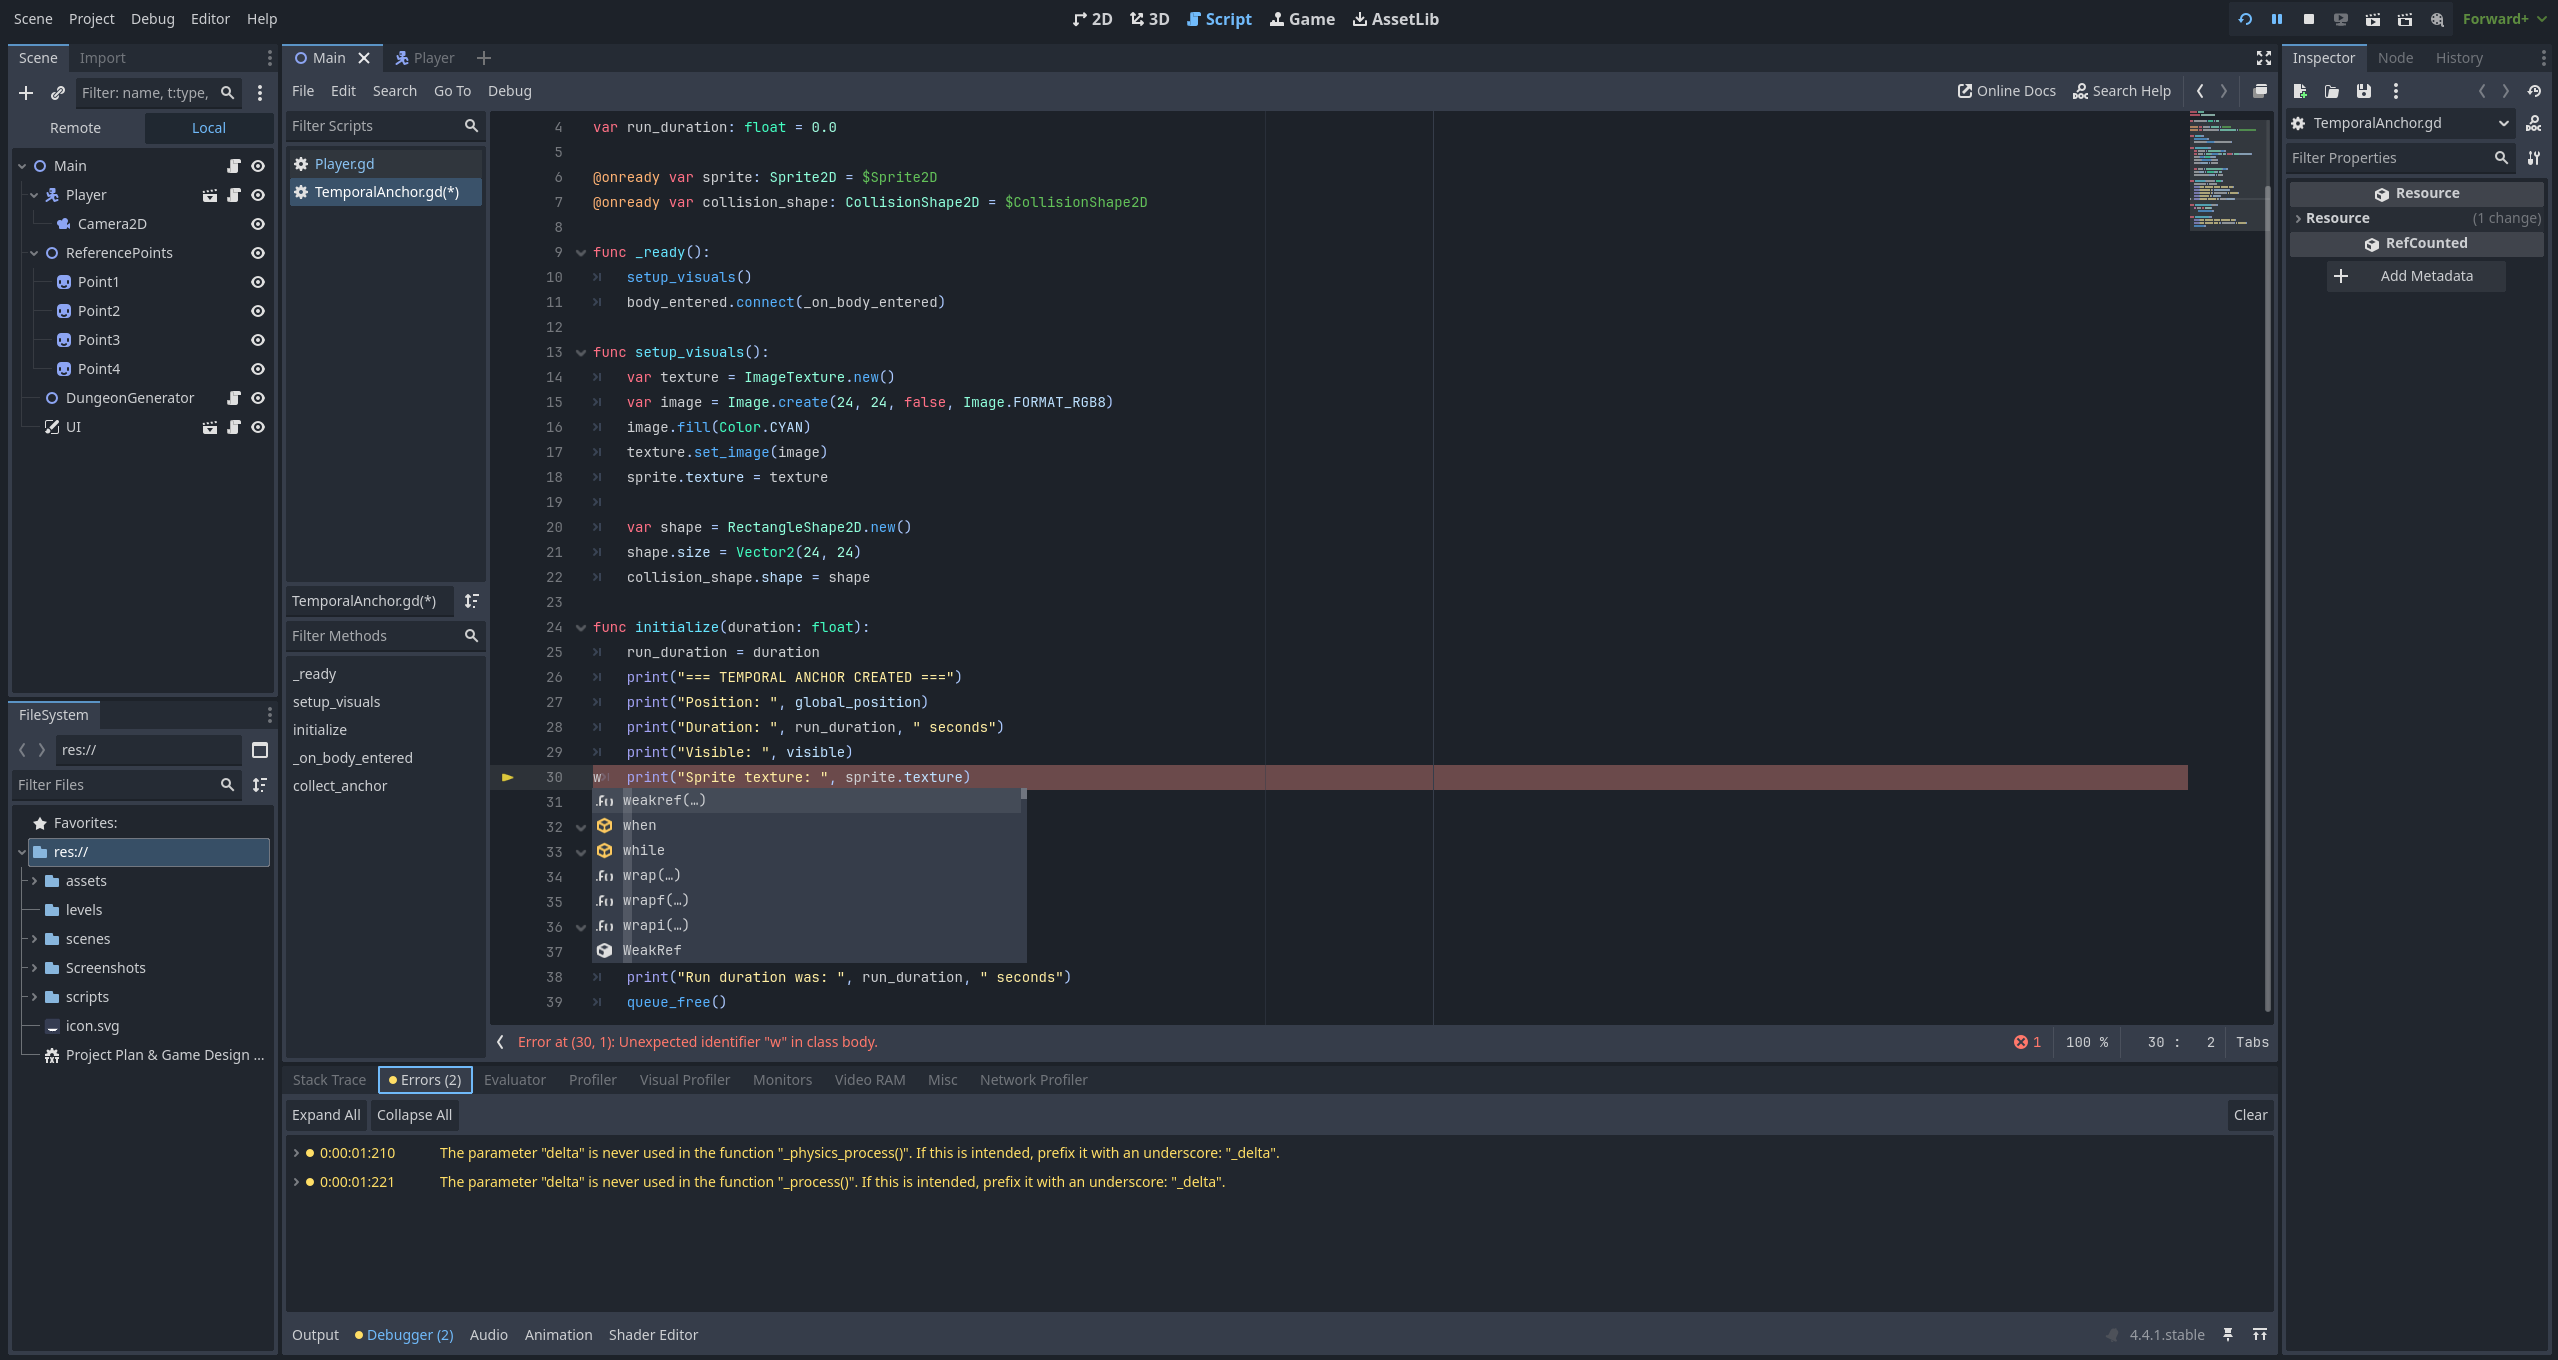 Scene Project Debug Editor Help
2D 3D Script Game AssetLib
Forward+
Scene Import
Filter: name, t:type,
Remote Local
Main
Player
Camera2D
ReferencePoints
Point1
Point2
Point3
Point4
DungeonGenerator
UI
FileSystem
res://
Filter Files
Favorites:
res://
assets
levels
scenes
Screenshots
scripts
icon.svg
Project Plan & Game Design ...
Main Player
File Edit Search Go To Debug
Online Docs Search Help
Filter Scripts
Player.gd
TemporalAnchor.gd(*)
TemporalAnchor.gd(*)
Filter Methods
_ready
setup_visuals
initialize
_on_body_entered
collect_anchor
4 var run_duration: float = 0.0
5
6 @onready var sprite: Sprite2D = $Sprite2D
7 @onready var collision_shape: CollisionShape2D = $CollisionShape2D
8
9 func _ready():
10 setup_visuals()
11 body_entered.connect(_on_body_entered)
12
13 func setup_visuals():
14 var texture = ImageTexture.new()
15 var image = Image.create(24, 24, false, Image.FORMAT_RGB8)
16 image.fill(Color.CYAN)
17 texture.set_image(image)
18 sprite.texture = texture
19
20 var shape = RectangleShape2D.new()
21 shape.size = Vector2(24, 24)
22 collision_shape.shape = shape
23
24 func initialize(duration: float):
25 run_duration = duration
26 print("=== TEMPORAL ANCHOR CREATED ===")
27 print("Position: ", global_position)
28 print("Duration: ", run_duration, " seconds")
29 print("Visible: ", visible)
30 w print("Sprite texture: ", sprite.texture)
31 weakref(…)
32 when
33 while
34 wrap(…)
35 wrapf(…)
36 wrapi(…)
37 WeakRef
38 print("Run duration was: ", run_duration, " seconds")
39 queue_free()
Error at (30, 1): Unexpected identifier "w" in class body.
1 100 % 30 : 2 Tabs
Stack Trace Errors (2) Evaluator Profiler Visual Profiler Monitors Video RAM Misc Network Profiler
Expand All Collapse All Clear
0:00:01:210 The parameter "delta" is never used in the function "_physics_process()". If this is intended, prefix it with an underscore: "_delta".
0:00:01:221 The parameter "delta" is never used in the function "_process()". If this is intended, prefix it with an underscore: "_delta".
Output Debugger (2) Audio Animation Shader Editor
4.4.1.stable
Inspector Node History
TemporalAnchor.gd
Filter Properties
Resource
Resource (1 change)
RefCounted
Add Metadata